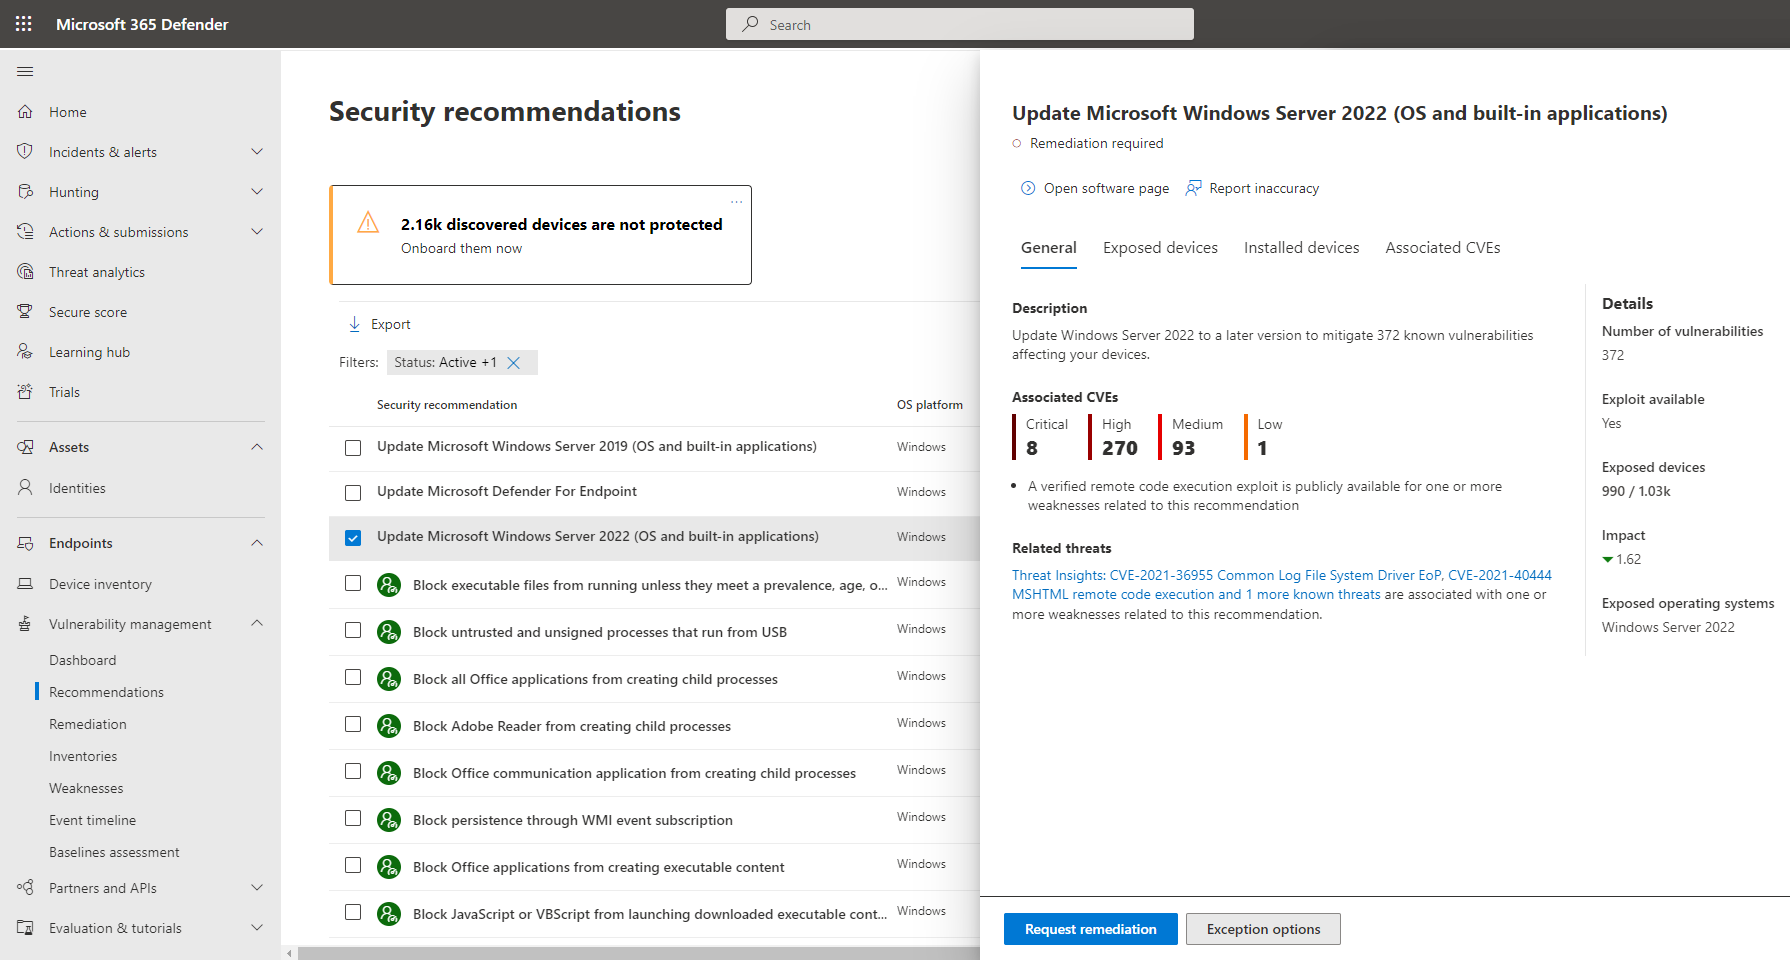 Microsoft 365 Defender
Search
Home
Incidents & alerts
Hunting
Actions & submissions
Threat analytics
Secure score
Learning hub
Trials
Assets
Identities
Endpoints
Device inventory
Vulnerability management
Dashboard
Recommendations
Remediation
Inventories
Weaknesses
Event timeline
Baselines assessment
Partners and APIs
Evaluation & tutorials
Security recommendations
2.16k discovered devices are not protected
Onboard them now
Export
Filters: Status: Active +1
Security recommendation OS platform
Update Microsoft Windows Server 2019 (OS and built-in applications) Windows
Update Microsoft Defender For Endpoint Windows
Update Microsoft Windows Server 2022 (OS and built-in applications) Windows
Block executable files from running unless they meet a prevalence, age, o... Windows
Block untrusted and unsigned processes that run from USB Windows
Block all Office applications from creating child processes Windows
Block Adobe Reader from creating child processes Windows
Block Office communication application from creating child processes Windows
Block persistence through WMI event subscription Windows
Block Office applications from creating executable content Windows
Block JavaScript or VBScript from launching downloaded executable cont... Windows
Update Microsoft Windows Server 2022 (OS and built-in applications)
Remediation required
Open software page Report inaccuracy
General Exposed devices Installed devices Associated CVEs
Description
Update Windows Server 2022 to a later version to mitigate 372 known vulnerabilities
affecting your devices.
Associated CVEs
Critical High Medium Low
8 270 93 1
A verified remote code execution exploit is publicly available for one or more
weaknesses related to this recommendation
Related threats
Threat Insights: CVE-2021-36955 Common Log File System Driver EoP, CVE-2021-40444
MSHTML remote code execution and 1 more known threats are associated with one or
more weaknesses related to this recommendation.
Details
Number of vulnerabilities
372
Exploit available
Yes
Exposed devices
990 / 1.03k
Impact
1.62
Exposed operating systems
Windows Server 2022
Request remediation Exception options